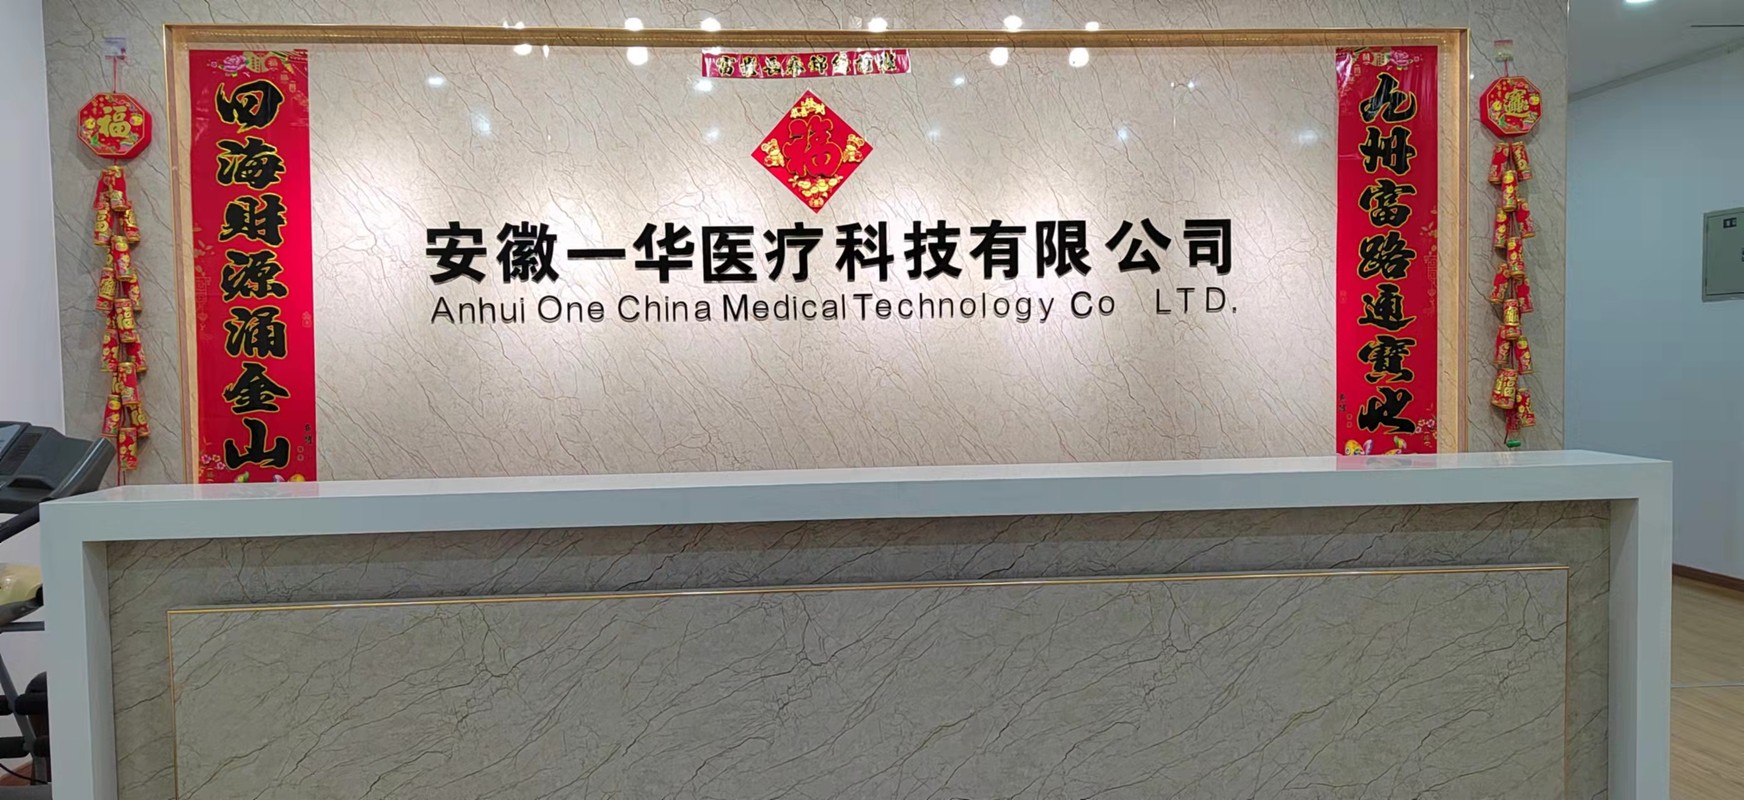 福
福
四海財源涌金山
安徽一华医疗科技有限公司
Anhui One China Medical Technology Co LTD.
九州富路通寶地